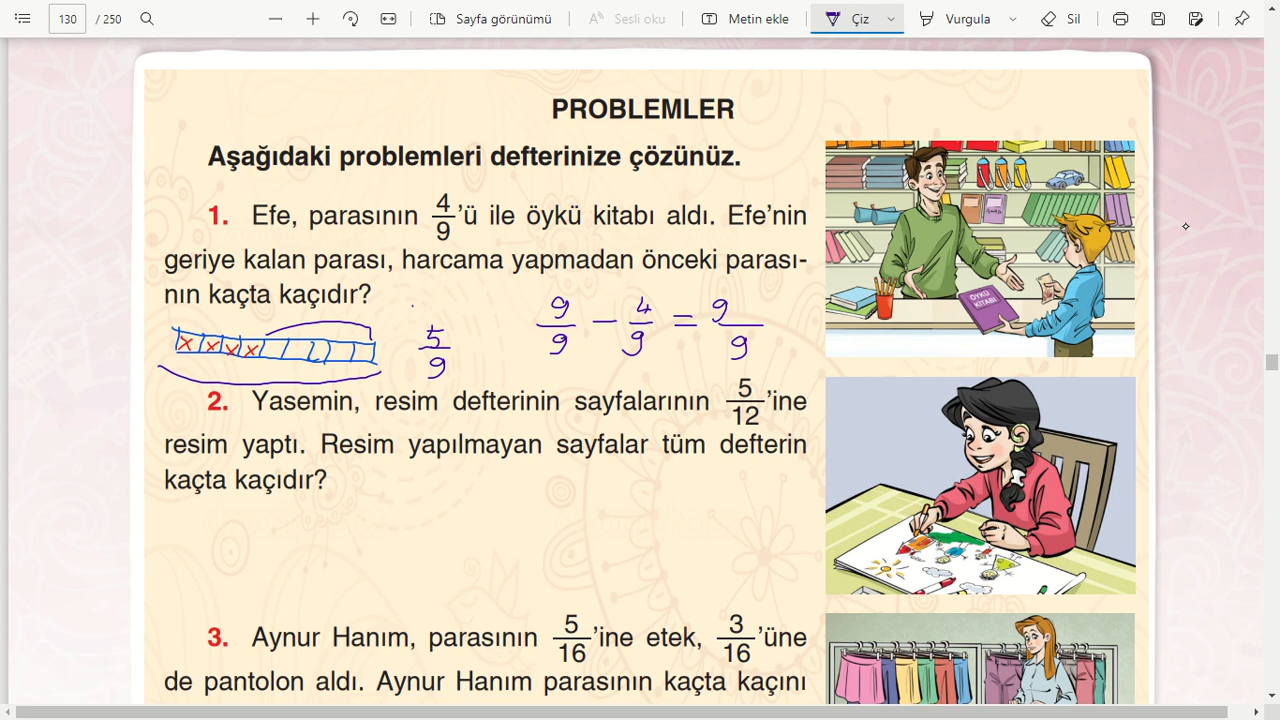 130 / 250 Sayfa görünümü Sesli oku Metin ekle Çiz Vurgula Sil
PROBLEMLER
Aşağıdaki problemleri defterinize çözünüz.
1. Efe, parasının 4/9'ü ile öykü kitabı aldı. Efe'nin
geriye kalan parası, harcama yapmadan önceki parası-
nın kaçta kaçıdır?
5/9 9/9 - 4/9 = 9/9
2. Yasemin, resim defterinin sayfalarının 5/12'ine
resim yaptı. Resim yapılmayan sayfalar tüm defterin
kaçta kaçıdır?
3. Aynur Hanım, parasının 5/16'ine etek, 3/16'üne
de pantolon aldı. Aynur Hanım parasının kaçta kaçını
ÖYKÜ
KİTABI